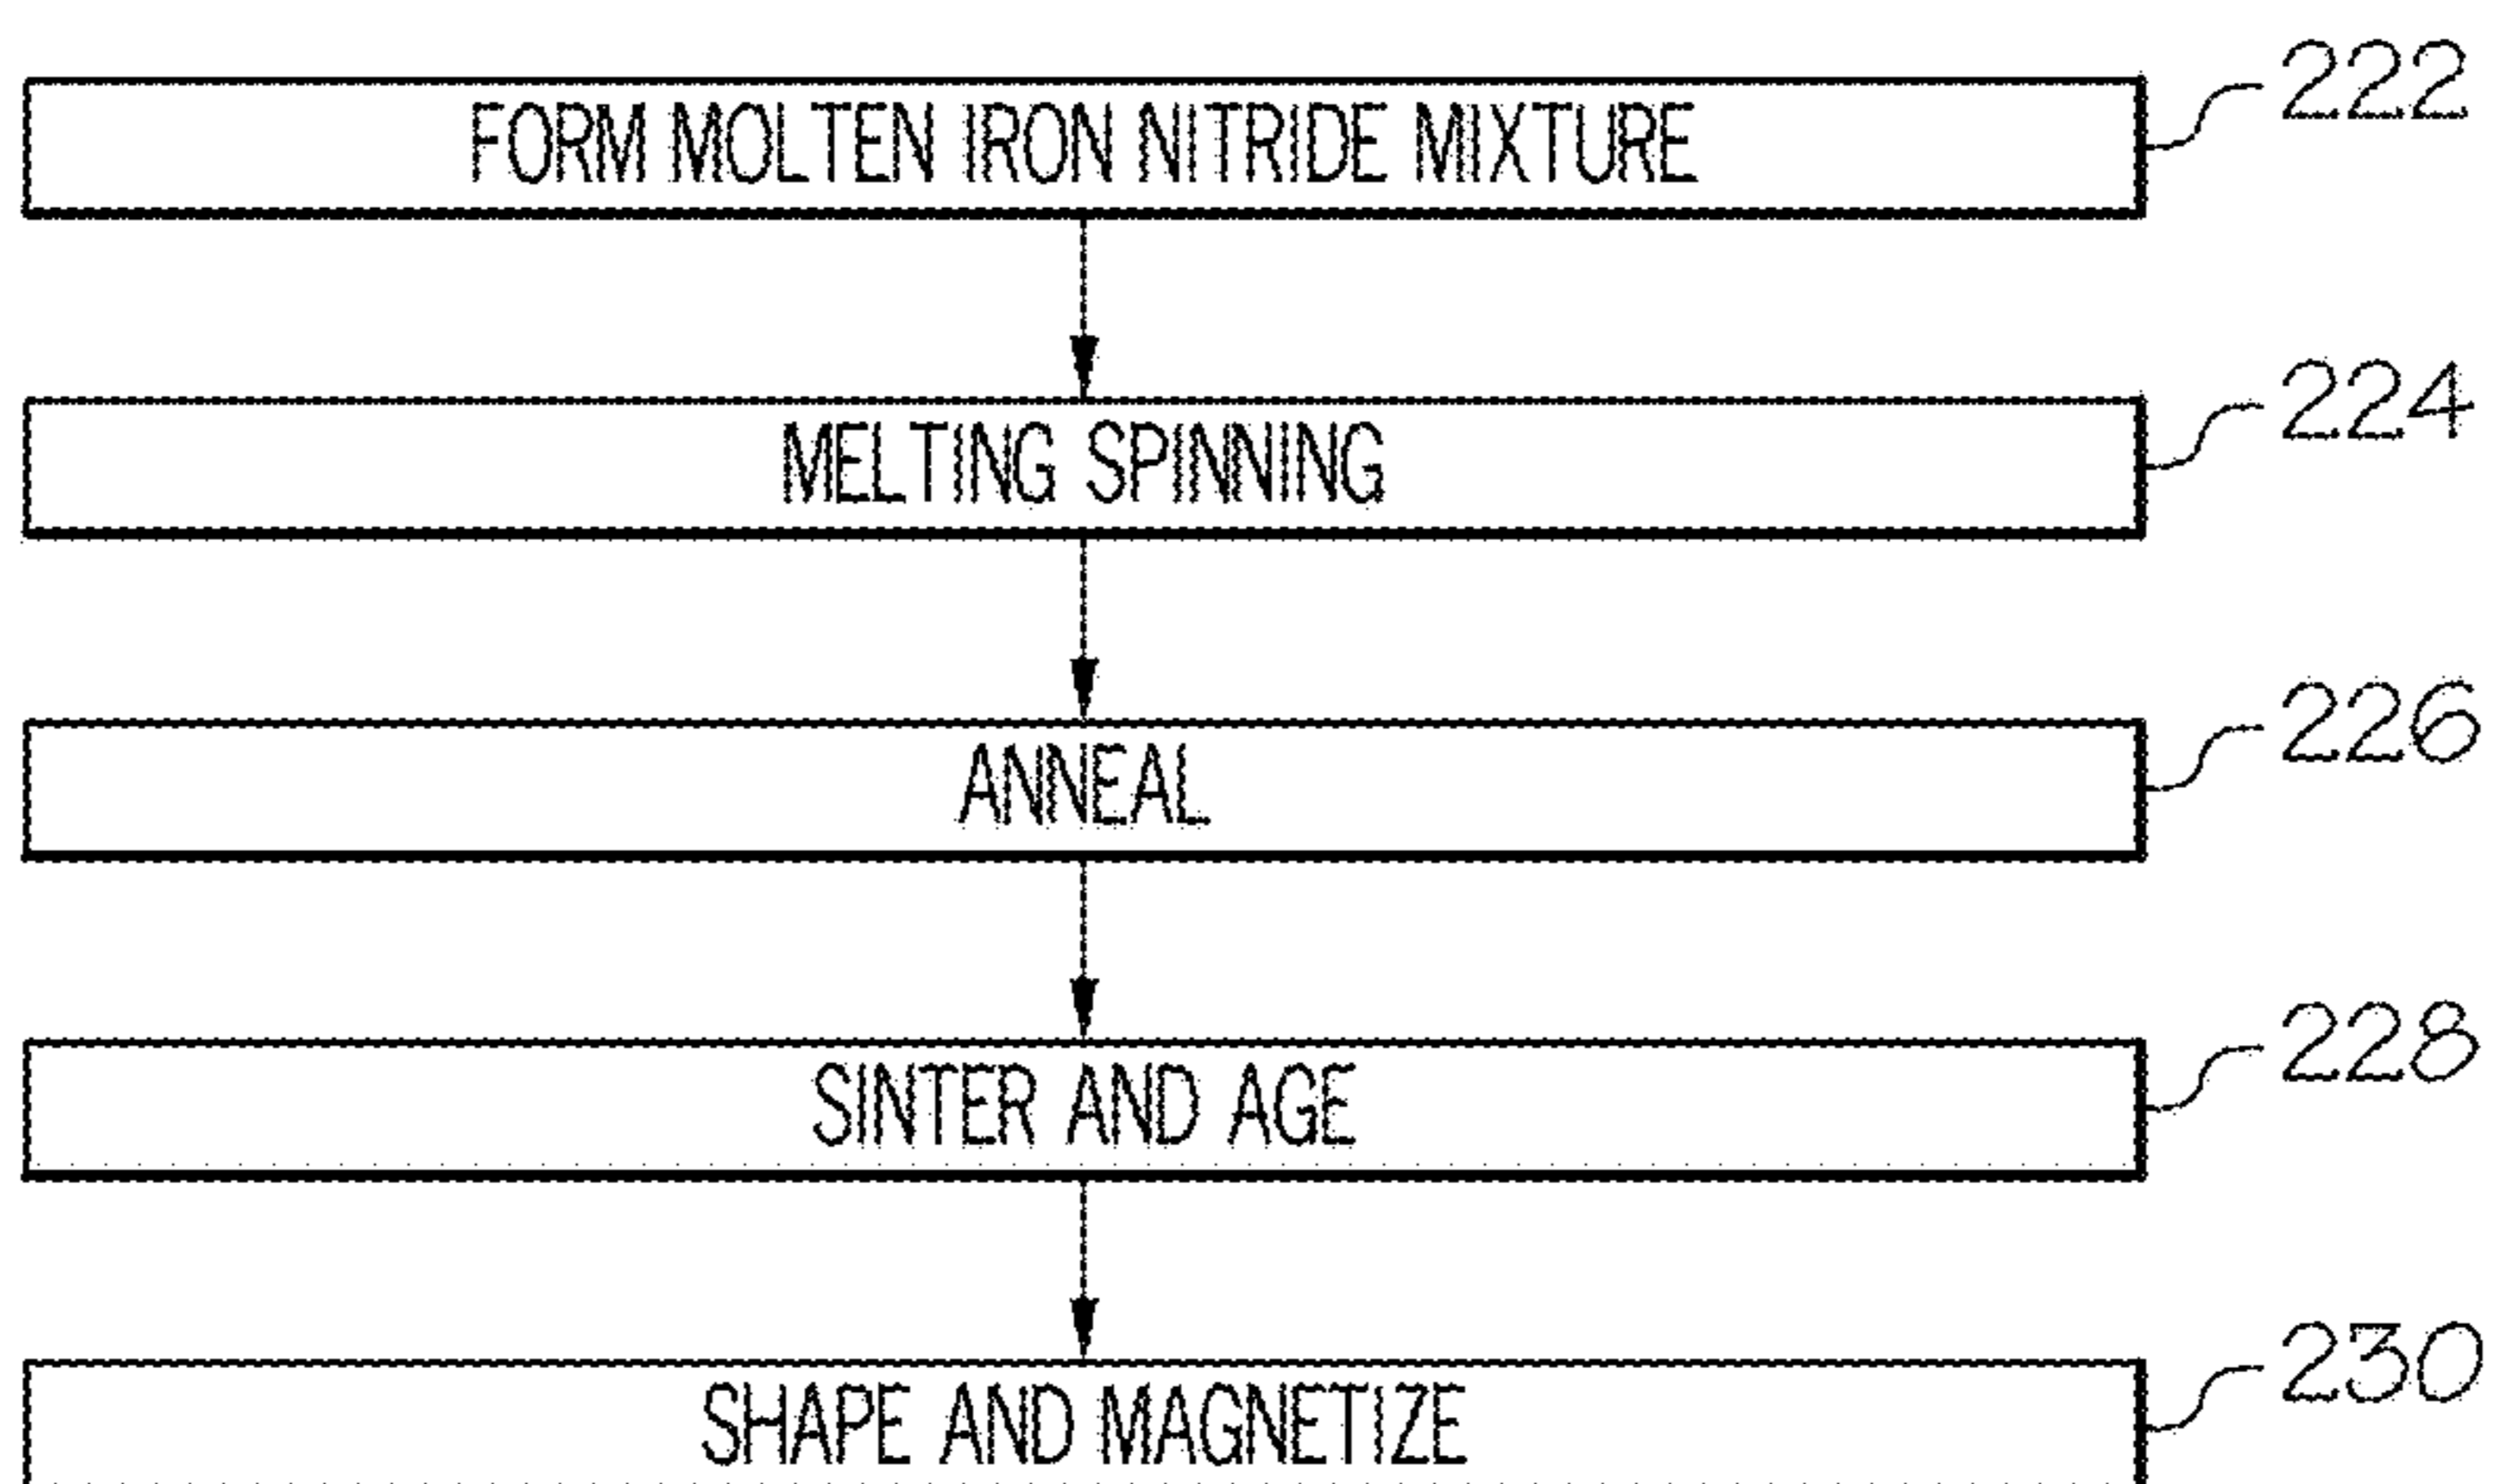 FORM MOLTEN IRON NITRIDE MIXTURE 222
MELTING SPINNING 224
ANNEAL 226
SINTER AND AGE 228
SHAPE AND MAGNETIZE 230